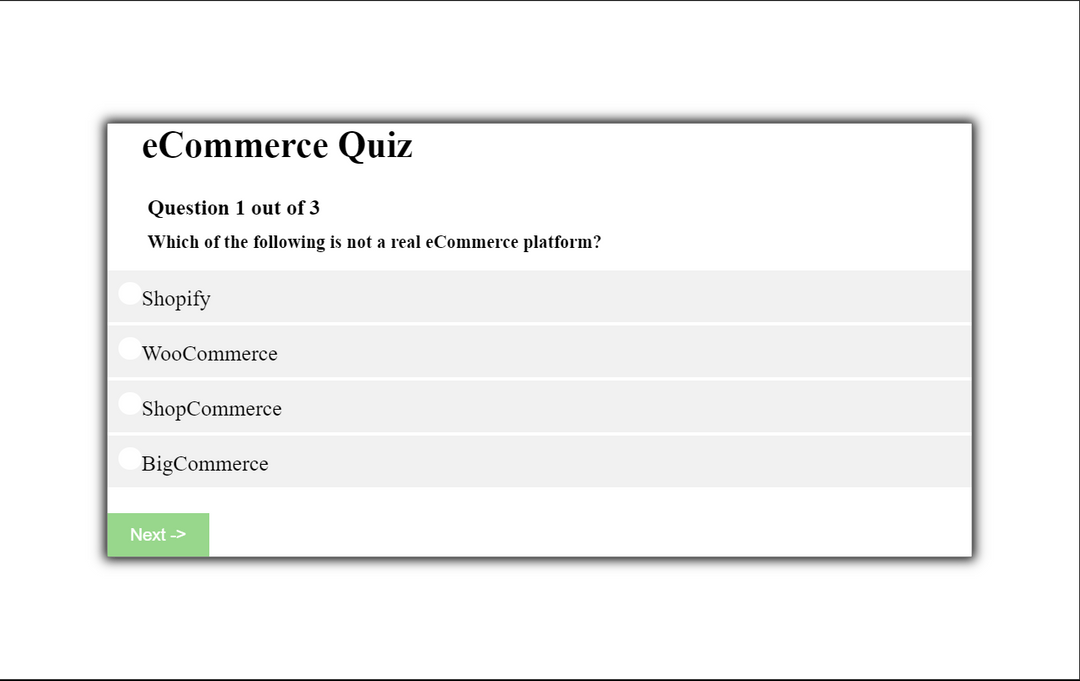 eCommerce Quiz
Question 1 out of 3
Which of the following is not a real eCommerce platform?
Shopify
WooCommerce
ShopCommerce
BigCommerce
Next ->